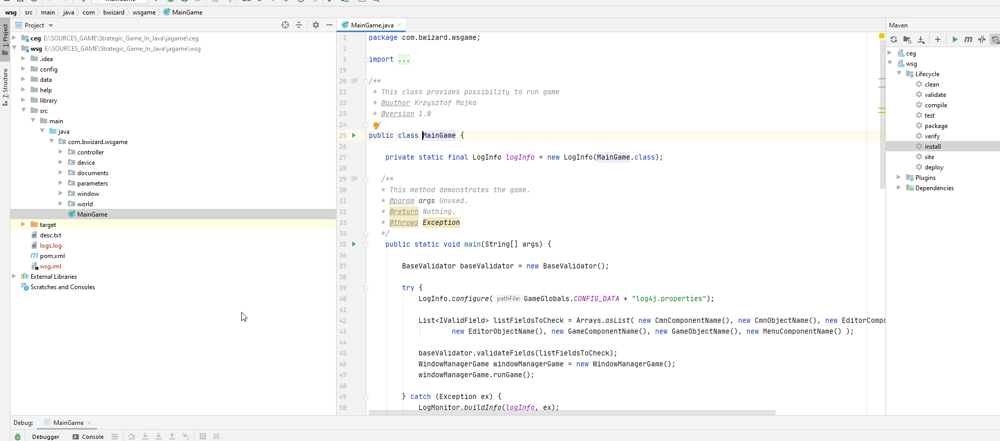 MainGame
Git:
wsg src main java com bwizard wsgame MainGame
1: Project
7: Structure
Project
ceg E:\SOURCES_GAME\Strategic_Game_In_Java\jagame\ceg
wsg E:\SOURCES_GAME\Strategic_Game_In_Java\jagame\wsg
.idea
config
data
help
library
src
main
java
com.bwizard.wsgame
controller
device
documents
parameters
window
world
MainGame
target
desc.txt
logs.log
pom.xml
wsg.iml
External Libraries
Scratches and Consoles
MainGame.java
1 package com.bwizard.wsgame;
2
3 import ...
19
20 /**
21 * This class provides possibility to run game
22 * @author Krzysztof Majka
23 * @version 1.0
24 /
25 public class MainGame {
26
27 private static final LogInfo logInfo = new LogInfo(MainGame.class);
28
29 /**
30 * This method demonstrates the game.
31 * @param args Unused.
32 * @return Nothing.
33 * @throws Exception
34 */
35 public static void main(String[] args) {
36
37 BaseValidator baseValidator = new BaseValidator();
38
39 try {
40 LogInfo.configure( pathFile: GameGlobals.CONFIG_DATA + "log4j.properties");
41
42 List<IValidField> listFieldsToCheck = Arrays.asList( new CmnComponentName(), new CmnObjectName(), new EditorCompo
43 new EditorObjectName(), new GameComponentName(), new GameObjectName(), new MenuComponentName() );
44
45 baseValidator.validateFields(listFieldsToCheck);
46 WindowManagerGame windowManagerGame = new WindowManagerGame();
47 windowManagerGame.runGame();
48
49 } catch (Exception ex) {
50 LogMonitor.buildInfo(logInfo, ex);
Maven
ceg
wsg
Lifecycle
clean
validate
compile
test
package
verify
install
site
deploy
Plugins
Dependencies
Debug: MainGame
Debugger Console